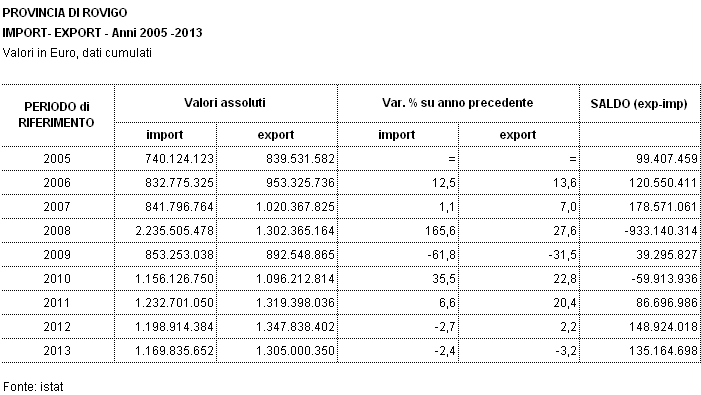 PROVINCIA DI ROVIGO
IMPORT- EXPORT - Anni 2005 -2013
Valori in Euro, dati cumulati
PERIODO di RIFERIMENTO Valori assoluti Var. % su anno precedente SALDO (exp-imp)
import export import export
2005 740.124.123 839.531.582 = = 99.407.459
2006 832.775.325 953.325.736 12,5 13,6 120.550.411
2007 841.796.764 1.020.367.825 1,1 7,0 178.571.061
2008 2.235.505.478 1.302.365.164 165,6 27,6 -933.140.314
2009 853.253.038 892.548.865 -61,8 -31,5 39.295.827
2010 1.156.126.750 1.096.212.814 35,5 22,8 -59.913.936
2011 1.232.701.050 1.319.398.036 6,6 20,4 86.696.986
2012 1.198.914.384 1.347.838.402 -2,7 2,2 148.924.018
2013 1.169.835.652 1.305.000.350 -2,4 -3,2 135.164.698
Fonte: istat